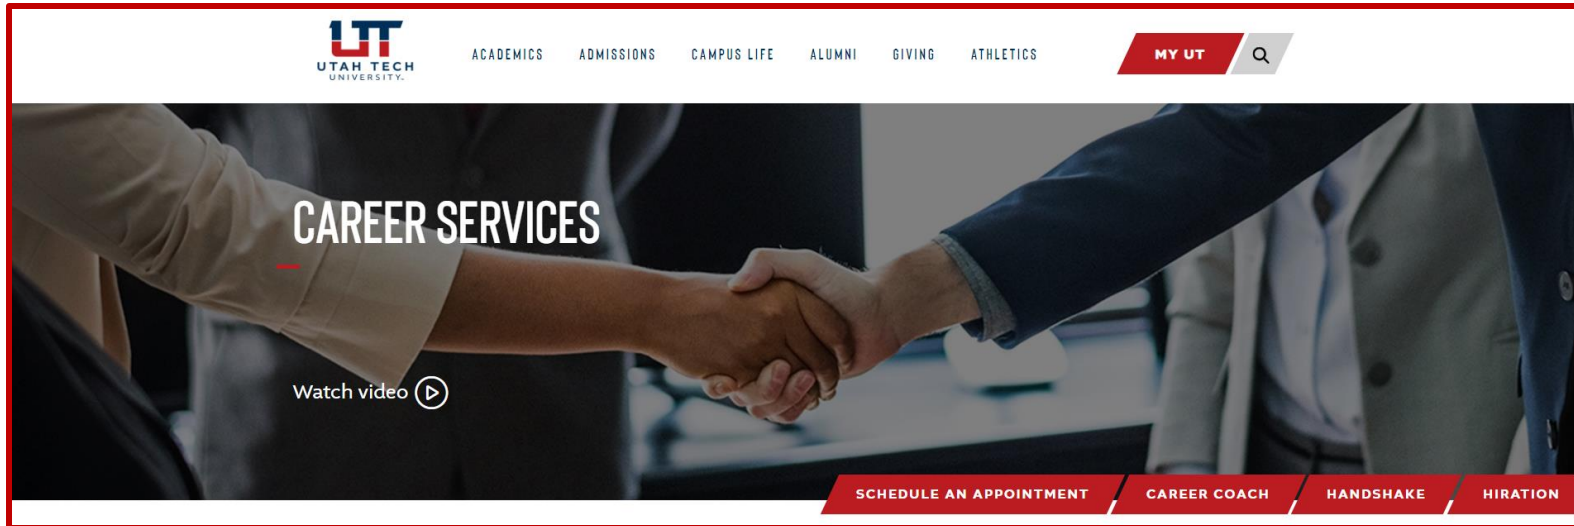 UT
UTAH TECH
UNIVERSITY.
ACADEMICS ADMISSIONS CAMPUS LIFE ALUMNI GIVING ATHLETICS
MY UT
CAREER SERVICES
Watch video
SCHEDULE AN APPOINTMENT CAREER COACH HANDSHAKE HIRATION